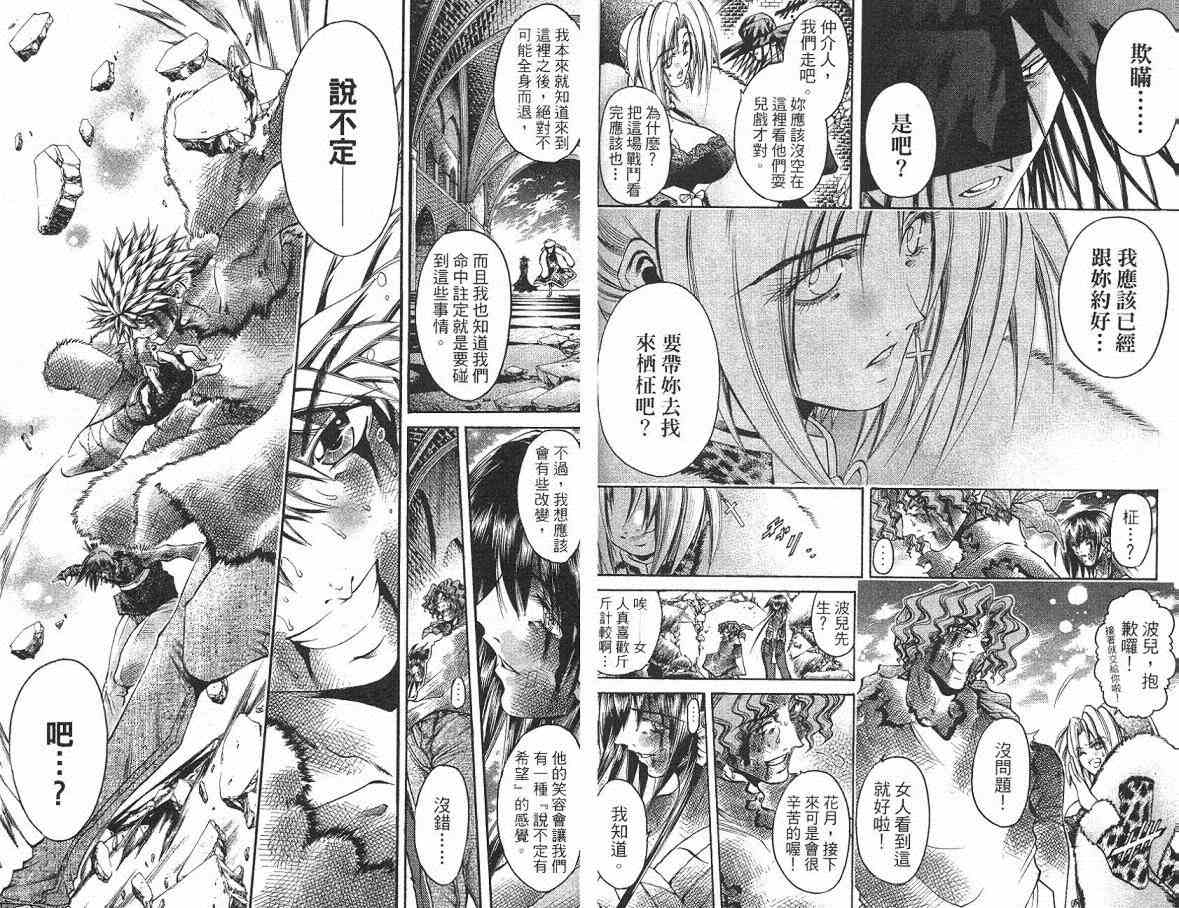 欺瞞……
是吧？
仲介人，
我們走吧。
妳應該沒空在
這裡看他們耍
兒戲才對。
為什麼？
把這場戰鬥看
完應該也…
我應該已經
跟妳約好…
要帶妳去找
來栖柾吧？
柾…？
…
波兒，抱
歉囉！
接著就交給你啦！
沒問題！
女人看到這
就好啦！
波兒先
生？
唉，女
人真喜歡斤
斤計較啊…
花月，接下
來可是會很
辛苦的喔！
…
我知道。
我本來就知道來到
這裡之後，絕對不
可能全身而退，
而且我也知道我們
命中註定就是要碰
到這些事情。
不過，我想應該
會有些改變，
…
他的笑容會讓我們
有一種『說不定有
希望』的感覺。
沒錯……
說不定——
吧…？